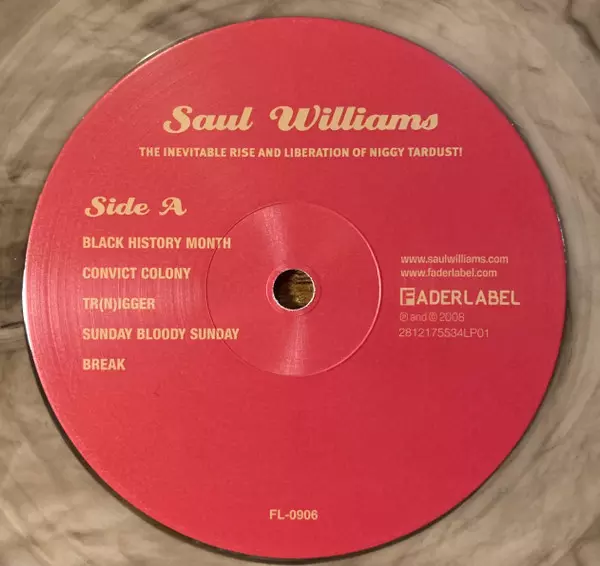 Saul Williams
THE INEVITABLE RISE AND LIBERATION OF NIGGY TARDUST!
Side A
BLACK HISTORY MONTH
CONVICT COLONY
TR(N)IGGER
SUNDAY BLOODY SUNDAY
BREAK
www.saulwilliams.com
www.faderlabel.com
FADERLABEL
℗ and © 2008
2812175534LP01
FL-0906